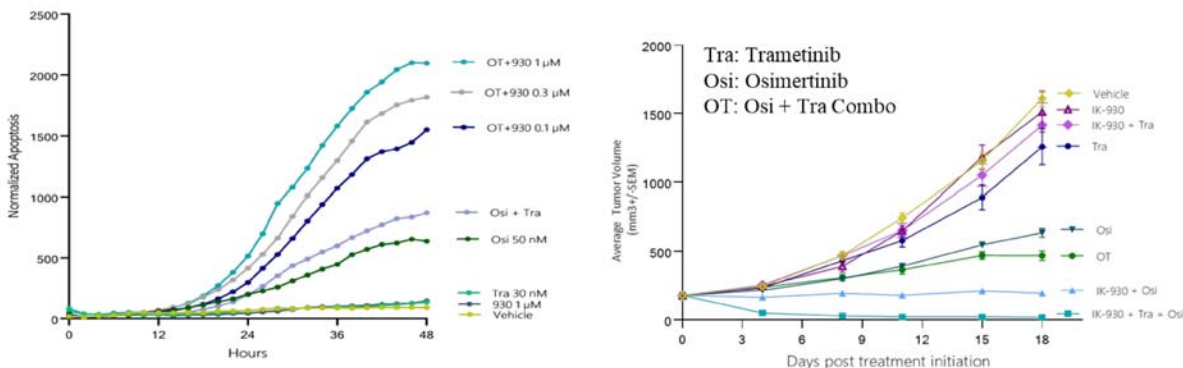 2500
2000
1500
1000
500
0
Normalized Apoptosis
0
12
24
36
48
Hours
OT+930 1 µM
OT+930 0.3 µM
OT+930 0.1 µM
Osi + Tra
Osi 50 nM
Tra 30 nM
930 1 µM
Vehicle
Tra: Trametinib
Osi: Osimertinib
OT: Osi + Tra Combo
2000
1500
1000
500
0
Average Tumor Volume
(mm3+/-SEM)
0
3
6
9
12
15
18
Days post treatment initiation
Vehicle
IK-930
IK-930 + Tra
Tra
Osi
OT
IK-930 + Osi
IK-930 + Tra + Osi